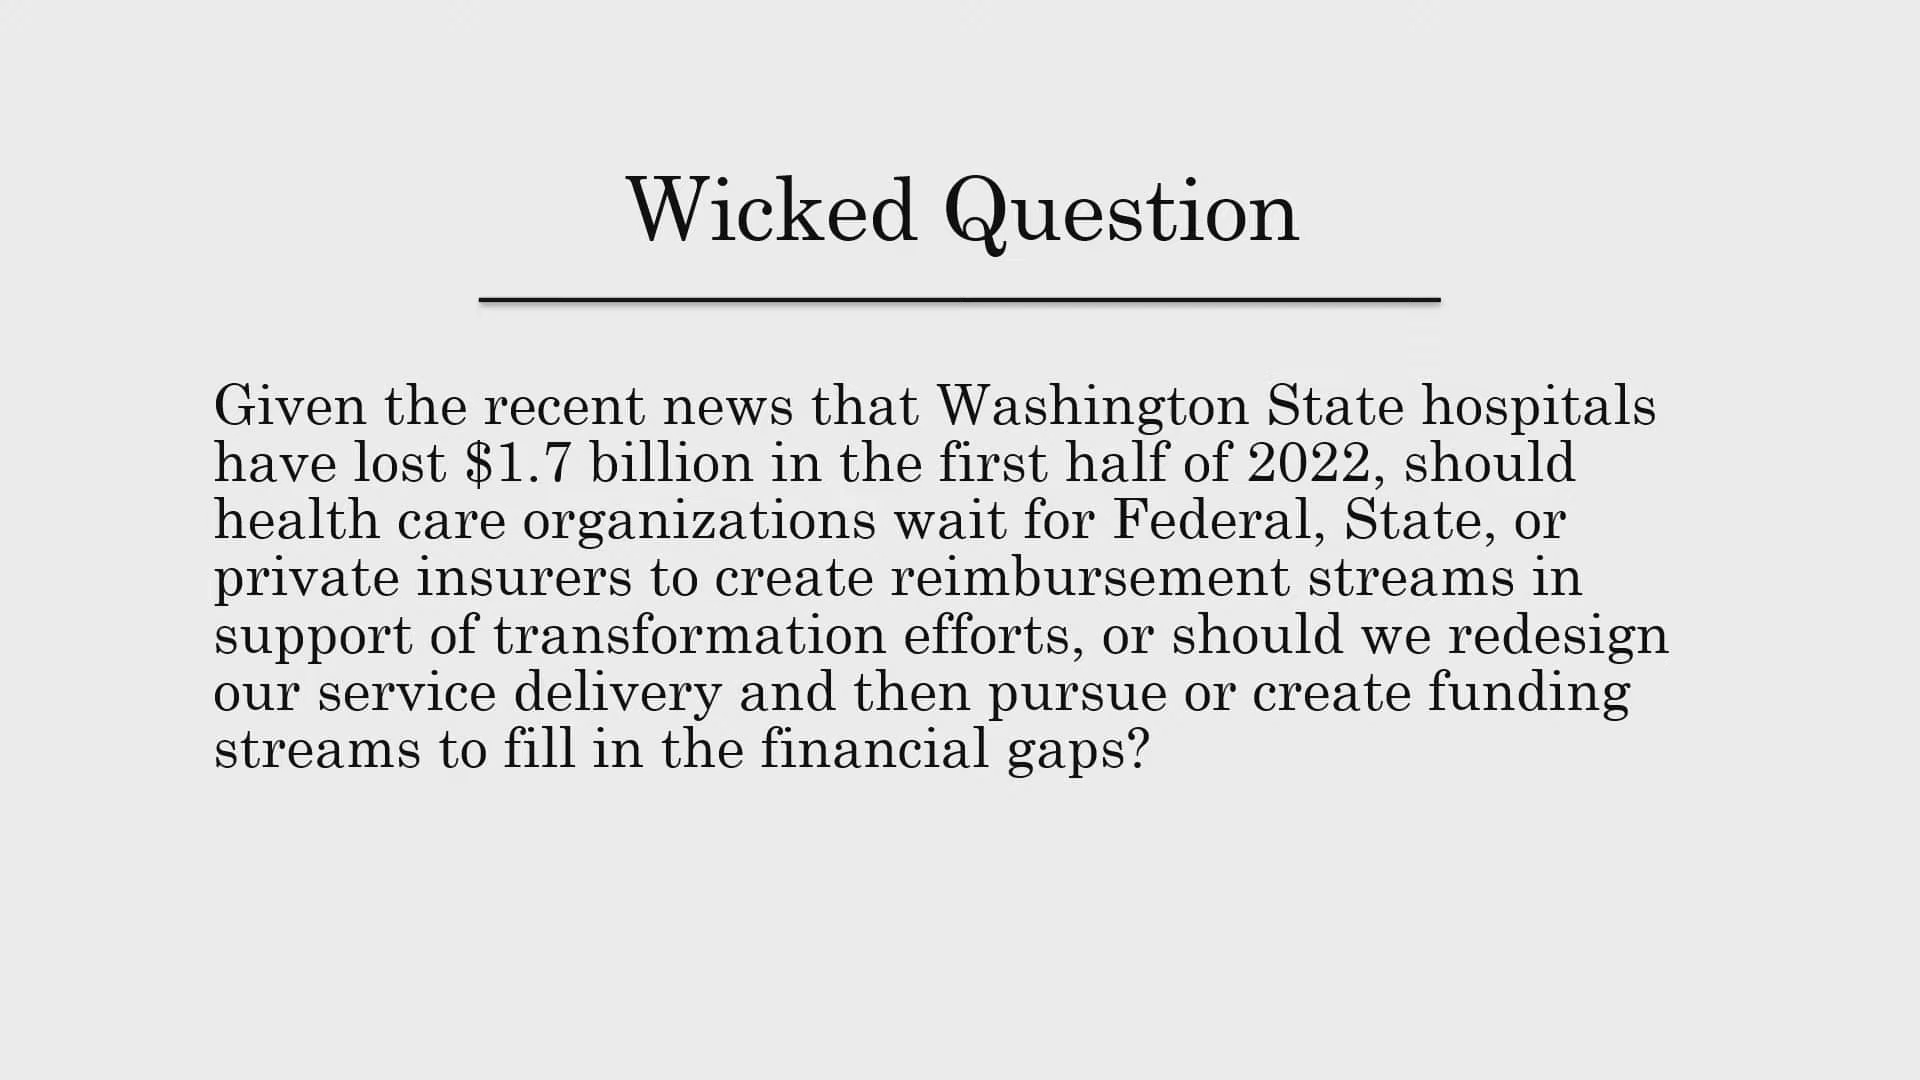 Wicked Question
Given the recent news that Washington State hospitals
have lost $1.7 billion in the first half of 2022, should
health care organizations wait for Federal, State, or
private insurers to create reimbursement streams in
support of transformation efforts, or should we redesign
our service delivery and then pursue or create funding
streams to fill in the financial gaps?